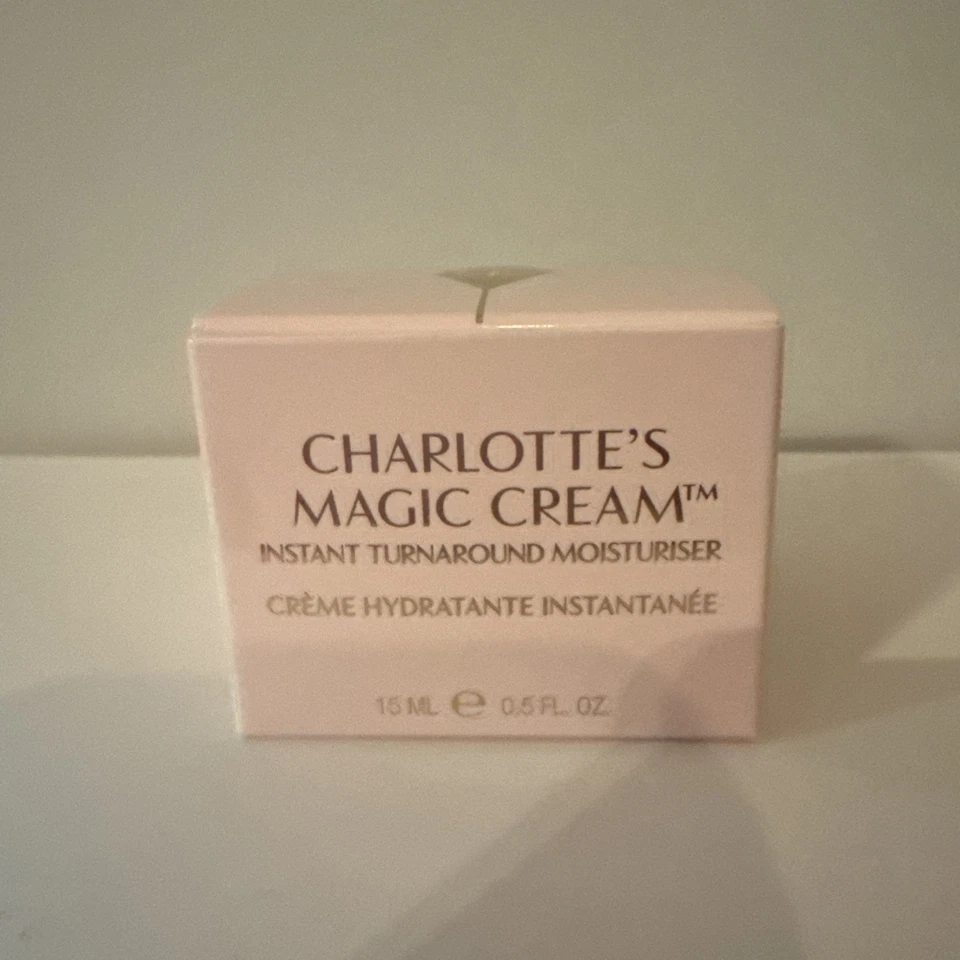 CHARLOTTE'S
MAGIC CREAM™
INSTANT TURNAROUND MOISTURISER
CRÈME HYDRATANTE INSTANTANÉE
15 ML ℮ 0.5 FL. OZ.